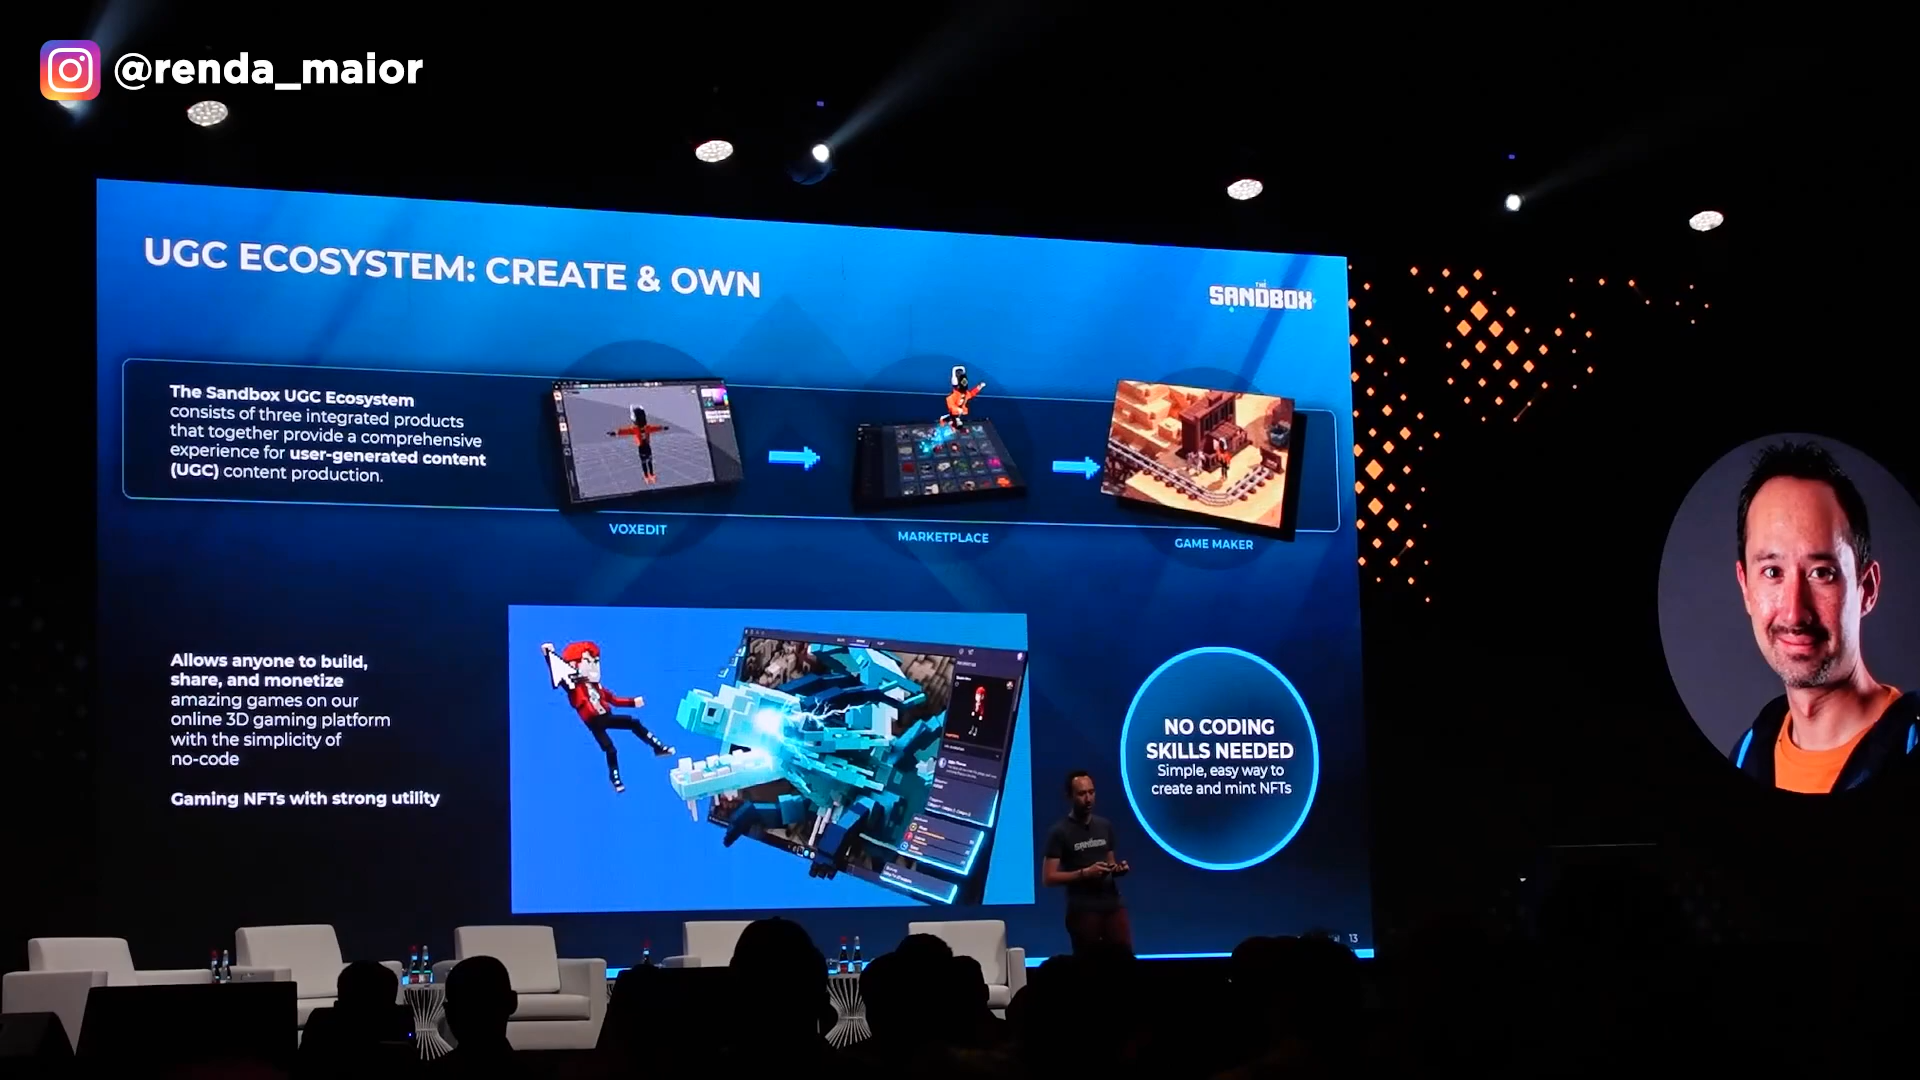 @renda_maior
UGC ECOSYSTEM: CREATE & OWN
THE
SANDBOX
The Sandbox UGC Ecosystem
consists of three integrated products
that together provide a comprehensive
experience for user-generated content
(UGC) content production.
VOXEDIT
MARKETPLACE
GAME MAKER
Allows anyone to build,
share, and monetize
amazing games on our
online 3D gaming platform
with the simplicity of
no-code
Gaming NFTs with strong utility
NO CODING
SKILLS NEEDED
Simple, easy way to
create and mint NFTs
SANDBOX
13